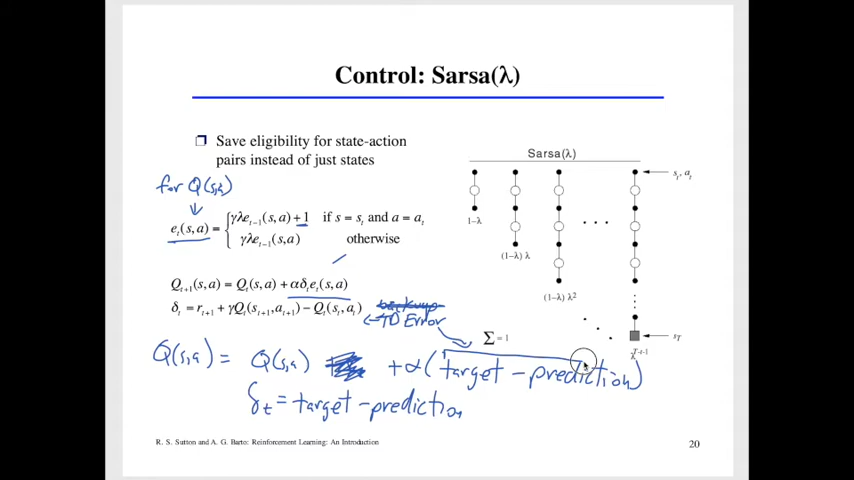 Control: Sarsa(λ)
Save eligibility for state-action
pairs instead of just states
for Q(s,a)
e_t(s,a) = { γλe_{t−1}(s,a) + 1 if s = s_t and a = a_t
γλe_{t−1}(s,a) otherwise
Q_{t+1}(s,a) = Q_t(s,a) + αδ_t e_t(s,a)
δ_t = r_{t+1} + γQ_t(s_{t+1}, a_{t+1}) − Q_t(s_t, a_t)
backup
← TD Error
Q(s,a) = Q(s,a) + α(target − prediction)
δ_t = target − prediction
Sarsa(λ)
s_t, a_t
1−λ
(1−λ) λ
(1−λ) λ²
Σ = 1
s_T
λ^{T-t-1}
R. S. Sutton and A. G. Barto: Reinforcement Learning: An Introduction
20